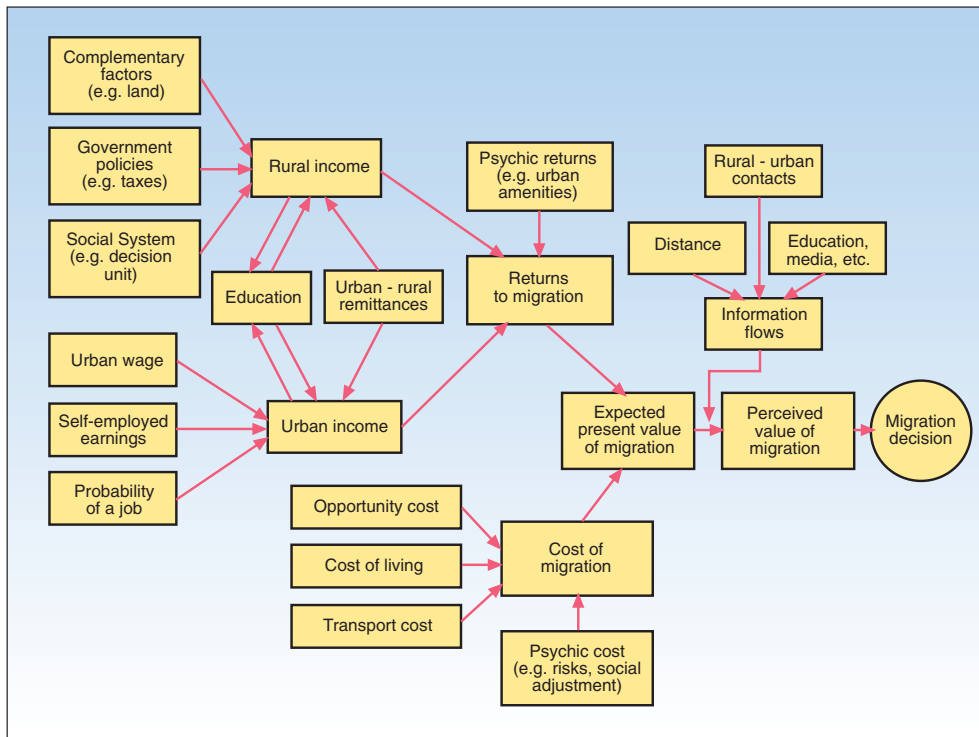 Complementary
factors
(e.g. land)
Government
policies
(e.g. taxes)
Social System
(e.g. decision
unit)
Rural income
Psychic returns
(e.g. urban
amenities)
Rural - urban
contacts
Distance
Education,
media, etc.
Education
Urban - rural
remittances
Returns
to migration
Information
flows
Urban wage
Self-employed
earnings
Probability
of a job
Urban income
Expected
present value
of migration
Perceived
value of
migration
Migration
decision
Opportunity cost
Cost of living
Transport cost
Cost of
migration
Psychic cost
(e.g. risks, social
adjustment)